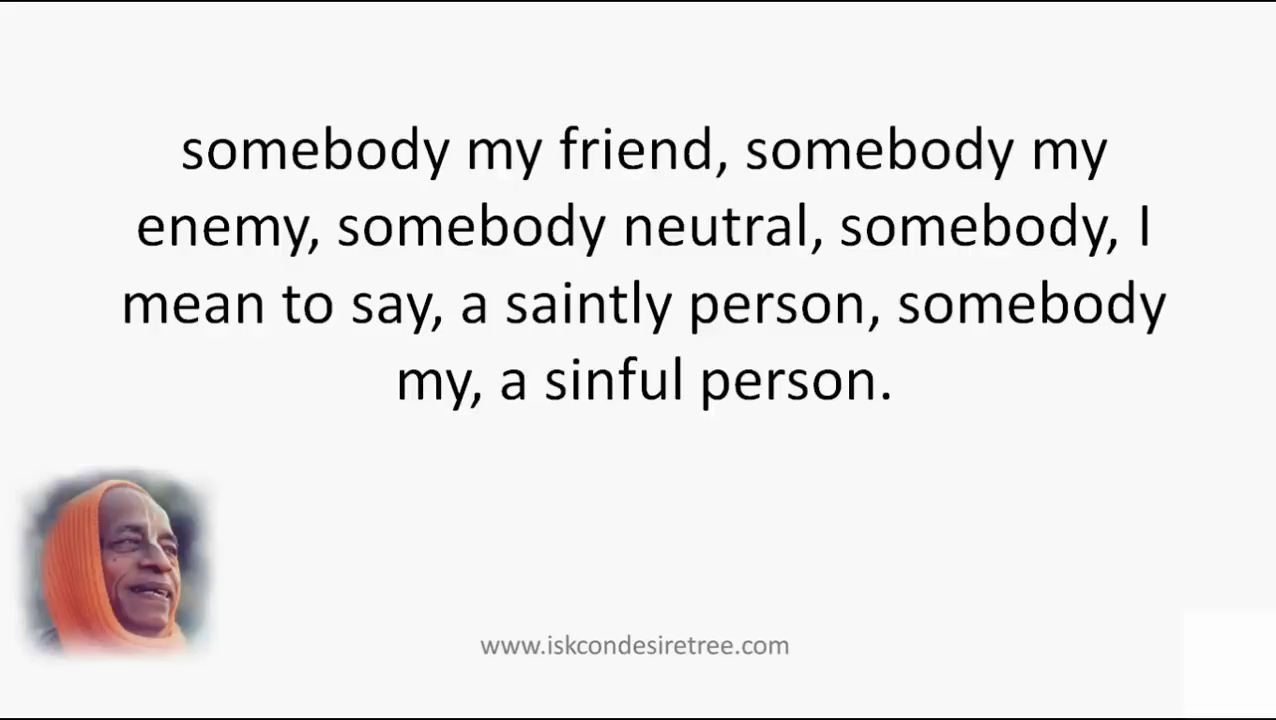 somebody my friend, somebody my
enemy, somebody neutral, somebody, I
mean to say, a saintly person, somebody
my, a sinful person.
www.iskcondesiretree.com